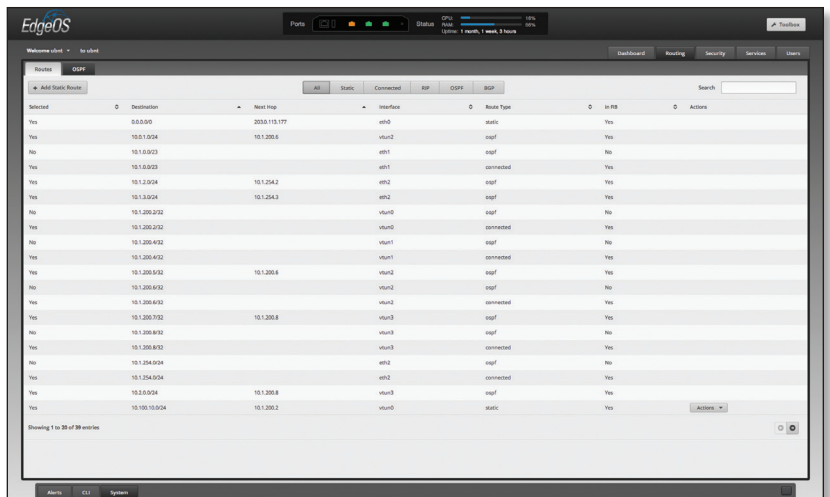 EdgeOS
Ports
Status
CPU: 16%
RAM: 66%
Uptime: 1 month, 1 week, 3 hours
Toolbox
Welcome ubnt to ubnt
Dashboard Routing Security Services Users
Routes OSPF
+ Add Static Route All Static Connected RIP OSPF BGP Search
Selected Destination Next Hop Interface Route Type In FIB Actions
Yes 0.0.0.0/0 203.0.113.177 eth0 static Yes
Yes 10.0.1.0/24 10.1.200.6 vtun2 ospf Yes
No 10.1.0.0/23 eth1 ospf No
Yes 10.1.0.0/23 eth1 connected Yes
Yes 10.1.2.0/24 10.1.254.2 eth2 ospf Yes
Yes 10.1.3.0/24 10.1.254.3 eth2 ospf Yes
No 10.1.200.2/32 vtun0 ospf No
Yes 10.1.200.2/32 vtun0 connected Yes
No 10.1.200.4/32 vtun1 ospf No
Yes 10.1.200.4/32 vtun1 connected Yes
Yes 10.1.200.5/32 10.1.200.6 vtun2 ospf Yes
No 10.1.200.6/32 vtun2 ospf No
Yes 10.1.200.6/32 vtun2 connected Yes
Yes 10.1.200.7/32 10.1.200.8 vtun3 ospf Yes
No 10.1.200.8/32 vtun3 ospf No
Yes 10.1.200.8/32 vtun3 connected Yes
No 10.1.254.0/24 eth2 ospf No
Yes 10.1.254.0/24 eth2 connected Yes
Yes 10.2.0.0/24 10.1.200.8 vtun3 ospf Yes
Yes 10.100.10.0/24 10.1.200.2 vtun0 static Yes Actions
Showing 1 to 20 of 39 entries
Alerts CLI System